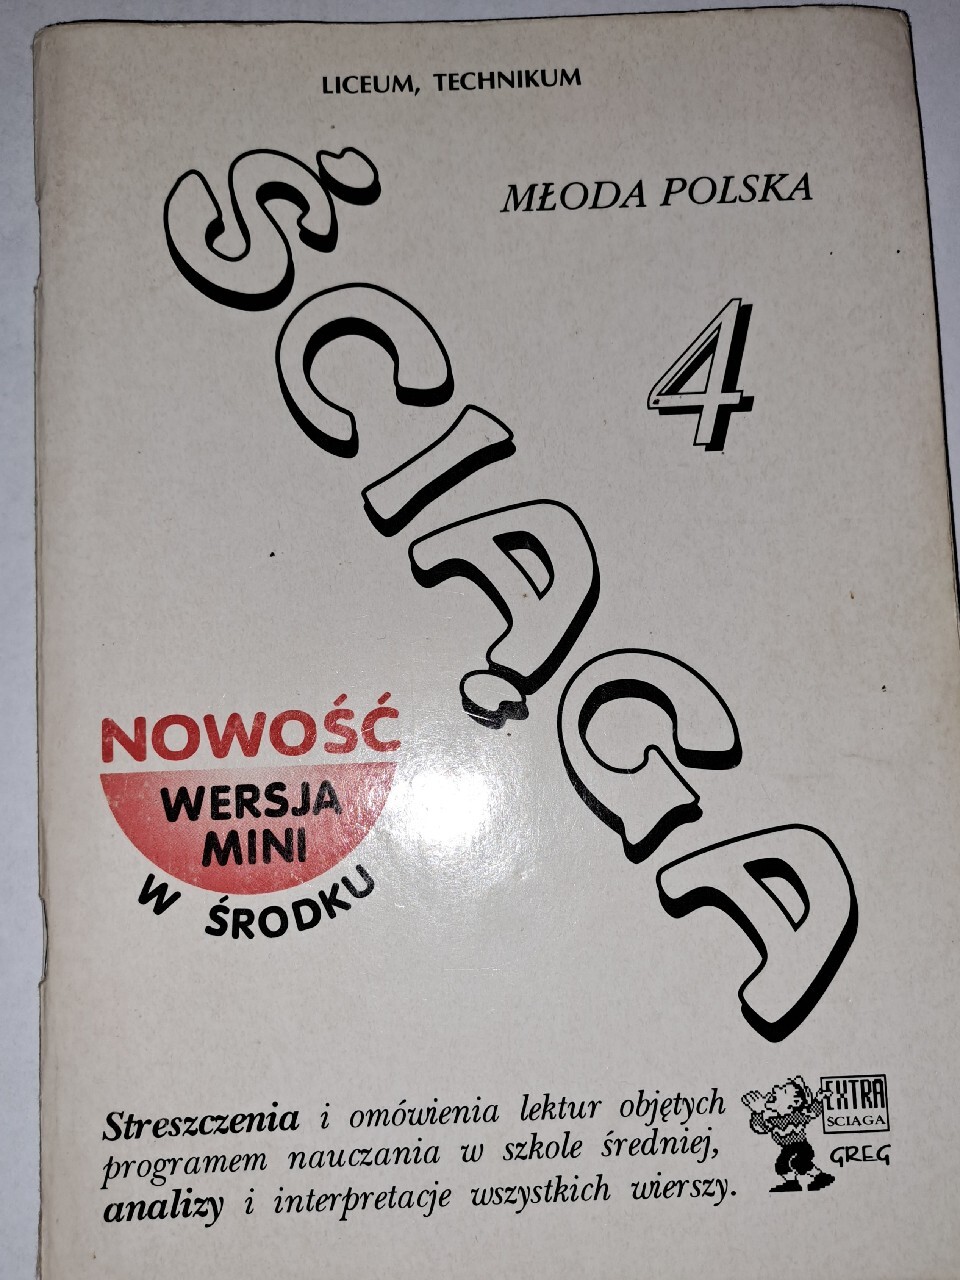 LICEUM, TECHNIKUM
MŁODA POLSKA
4
ŚCIĄGA
NOWOŚĆ
WERSJA
MINI
W ŚRODKU
Streszczenia i omówienia lektur objętych
programem nauczania w szkole średniej,
analizy i interpretacje wszystkich wierszy.
EXTRA
SCIAGA
GREG